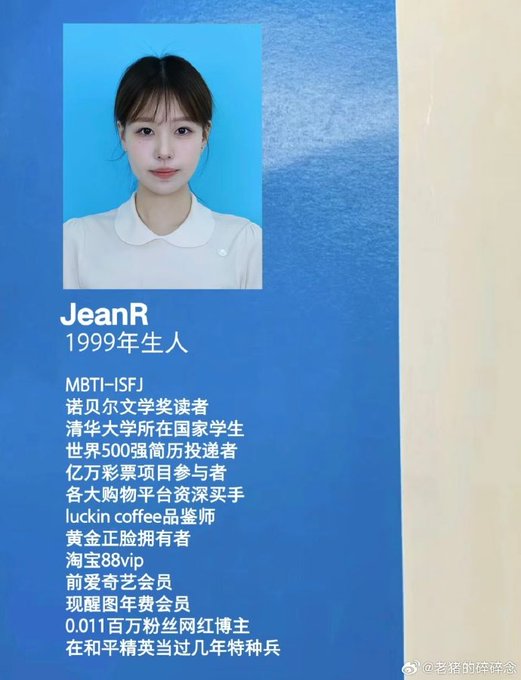 JeanR
1999年生人
MBTI-ISFJ
诺贝尔文学奖读者
清华大学所在国家学生
世界500强简历投递者
亿万彩票项目参与者
各大购物平台资深买手
luckin coffee品鉴师
黄金正脸拥有者
淘宝88vip
前爱奇艺会员
现醒图年费会员
0.011百万粉丝网红博主
在和平精英当过几年特种兵
@老猪的碎碎念